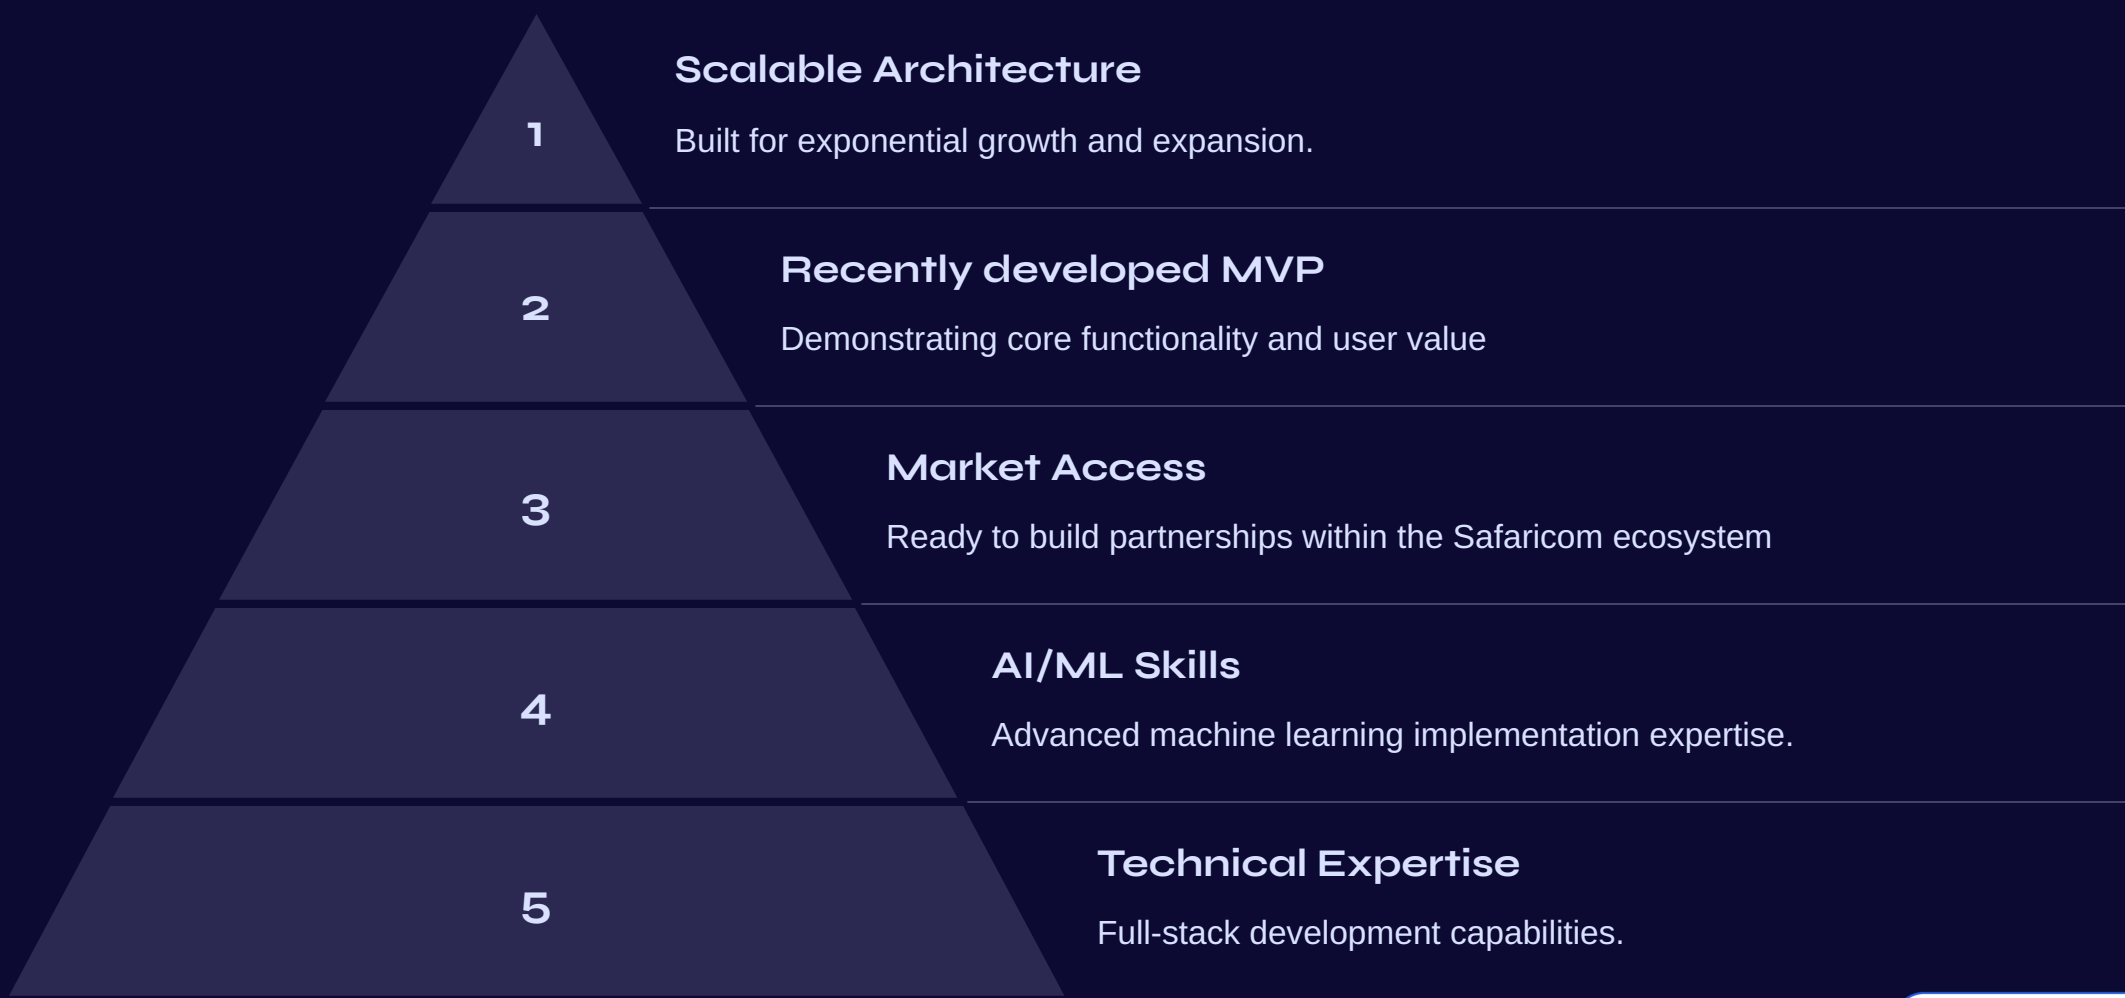 1
Scalable Architecture
Built for exponential growth and expansion.
2
Recently developed MVP
Demonstrating core functionality and user value
3
Market Access
Ready to build partnerships within the Safaricom ecosystem
4
AI/ML Skills
Advanced machine learning implementation expertise.
5
Technical Expertise
Full-stack development capabilities.